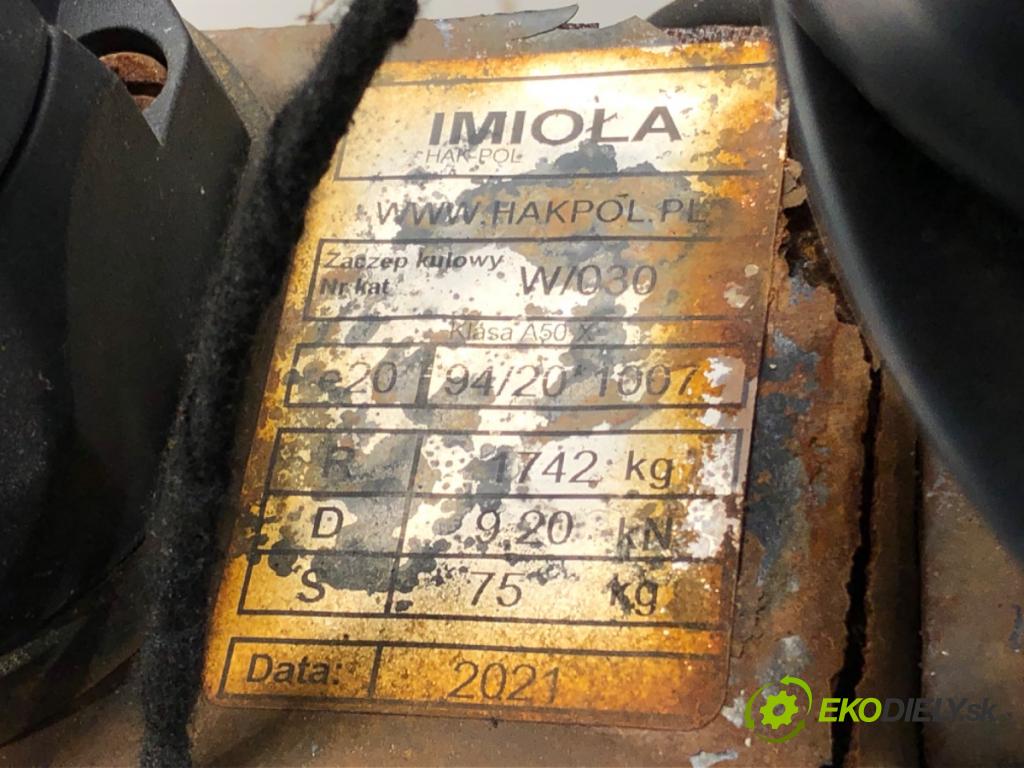 IMIOŁA
HAK-POL
WWW.HAKPOL.PL
Zaczep kulowy
Nr kat
W/030
Klasa A50-X
e20 94/20 1007
R 1742 kg
D 9,20 kN
S 75 kg
Data: 2021
EKODIELY.sk